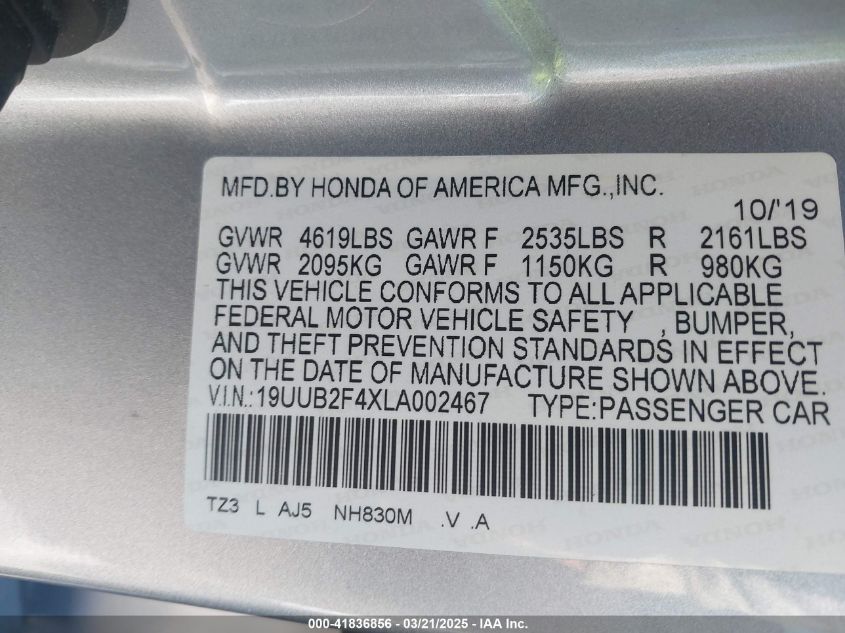 MFD.BY HONDA OF AMERICA MFG.,INC.
10/'19
GVWR 4619LBS GAWR F 2535LBS R 2161LBS
GVWR 2095KG GAWR F 1150KG R 980KG
THIS VEHICLE CONFORMS TO ALL APPLICABLE
FEDERAL MOTOR VEHICLE SAFETY , BUMPER,
AND THEFT PREVENTION STANDARDS IN EFFECT
ON THE DATE OF MANUFACTURE SHOWN ABOVE.
V.I.N.:19UUB2F4XLA002467 TYPE:PASSENGER CAR
TZ3 L AJ5 NH830M .V .A
000-41836856 / 03/21/2025 - IAA Inc.